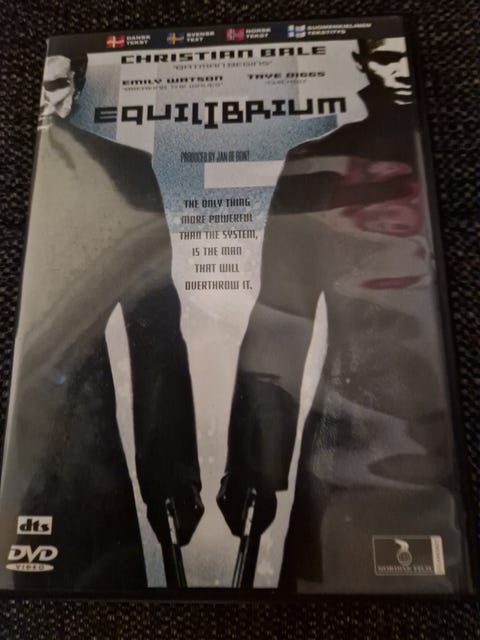 DANSK TEKST
SVENSK TEXT
NORSK TEKST
SUOMENKIELINEN TEKSTITYS
CHRISTIAN BALE
"BATMAN BEGINS"
EMILY WATSON TAYE DIGGS
"BREAKING THE WAVES" "CHICAGO"
EQUILIBRIUM
PRODUCED BY JAN DE BONT
THE ONLY THING
MORE POWERFUL
THAN THE SYSTEM,
IS THE MAN
THAT WILL
OVERTHROW IT.
dts
DVD
VIDEO
NORDISK FILM